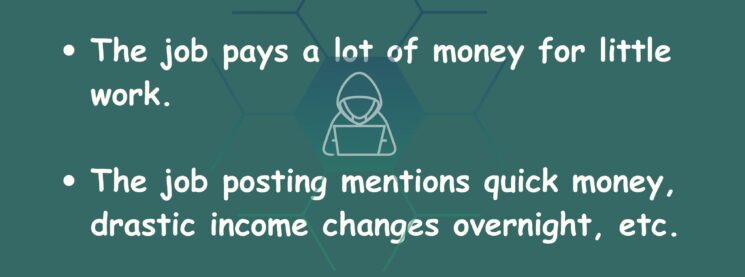 • The job pays a lot of money for little
work.
• The job posting mentions quick money,
drastic income changes overnight, etc.